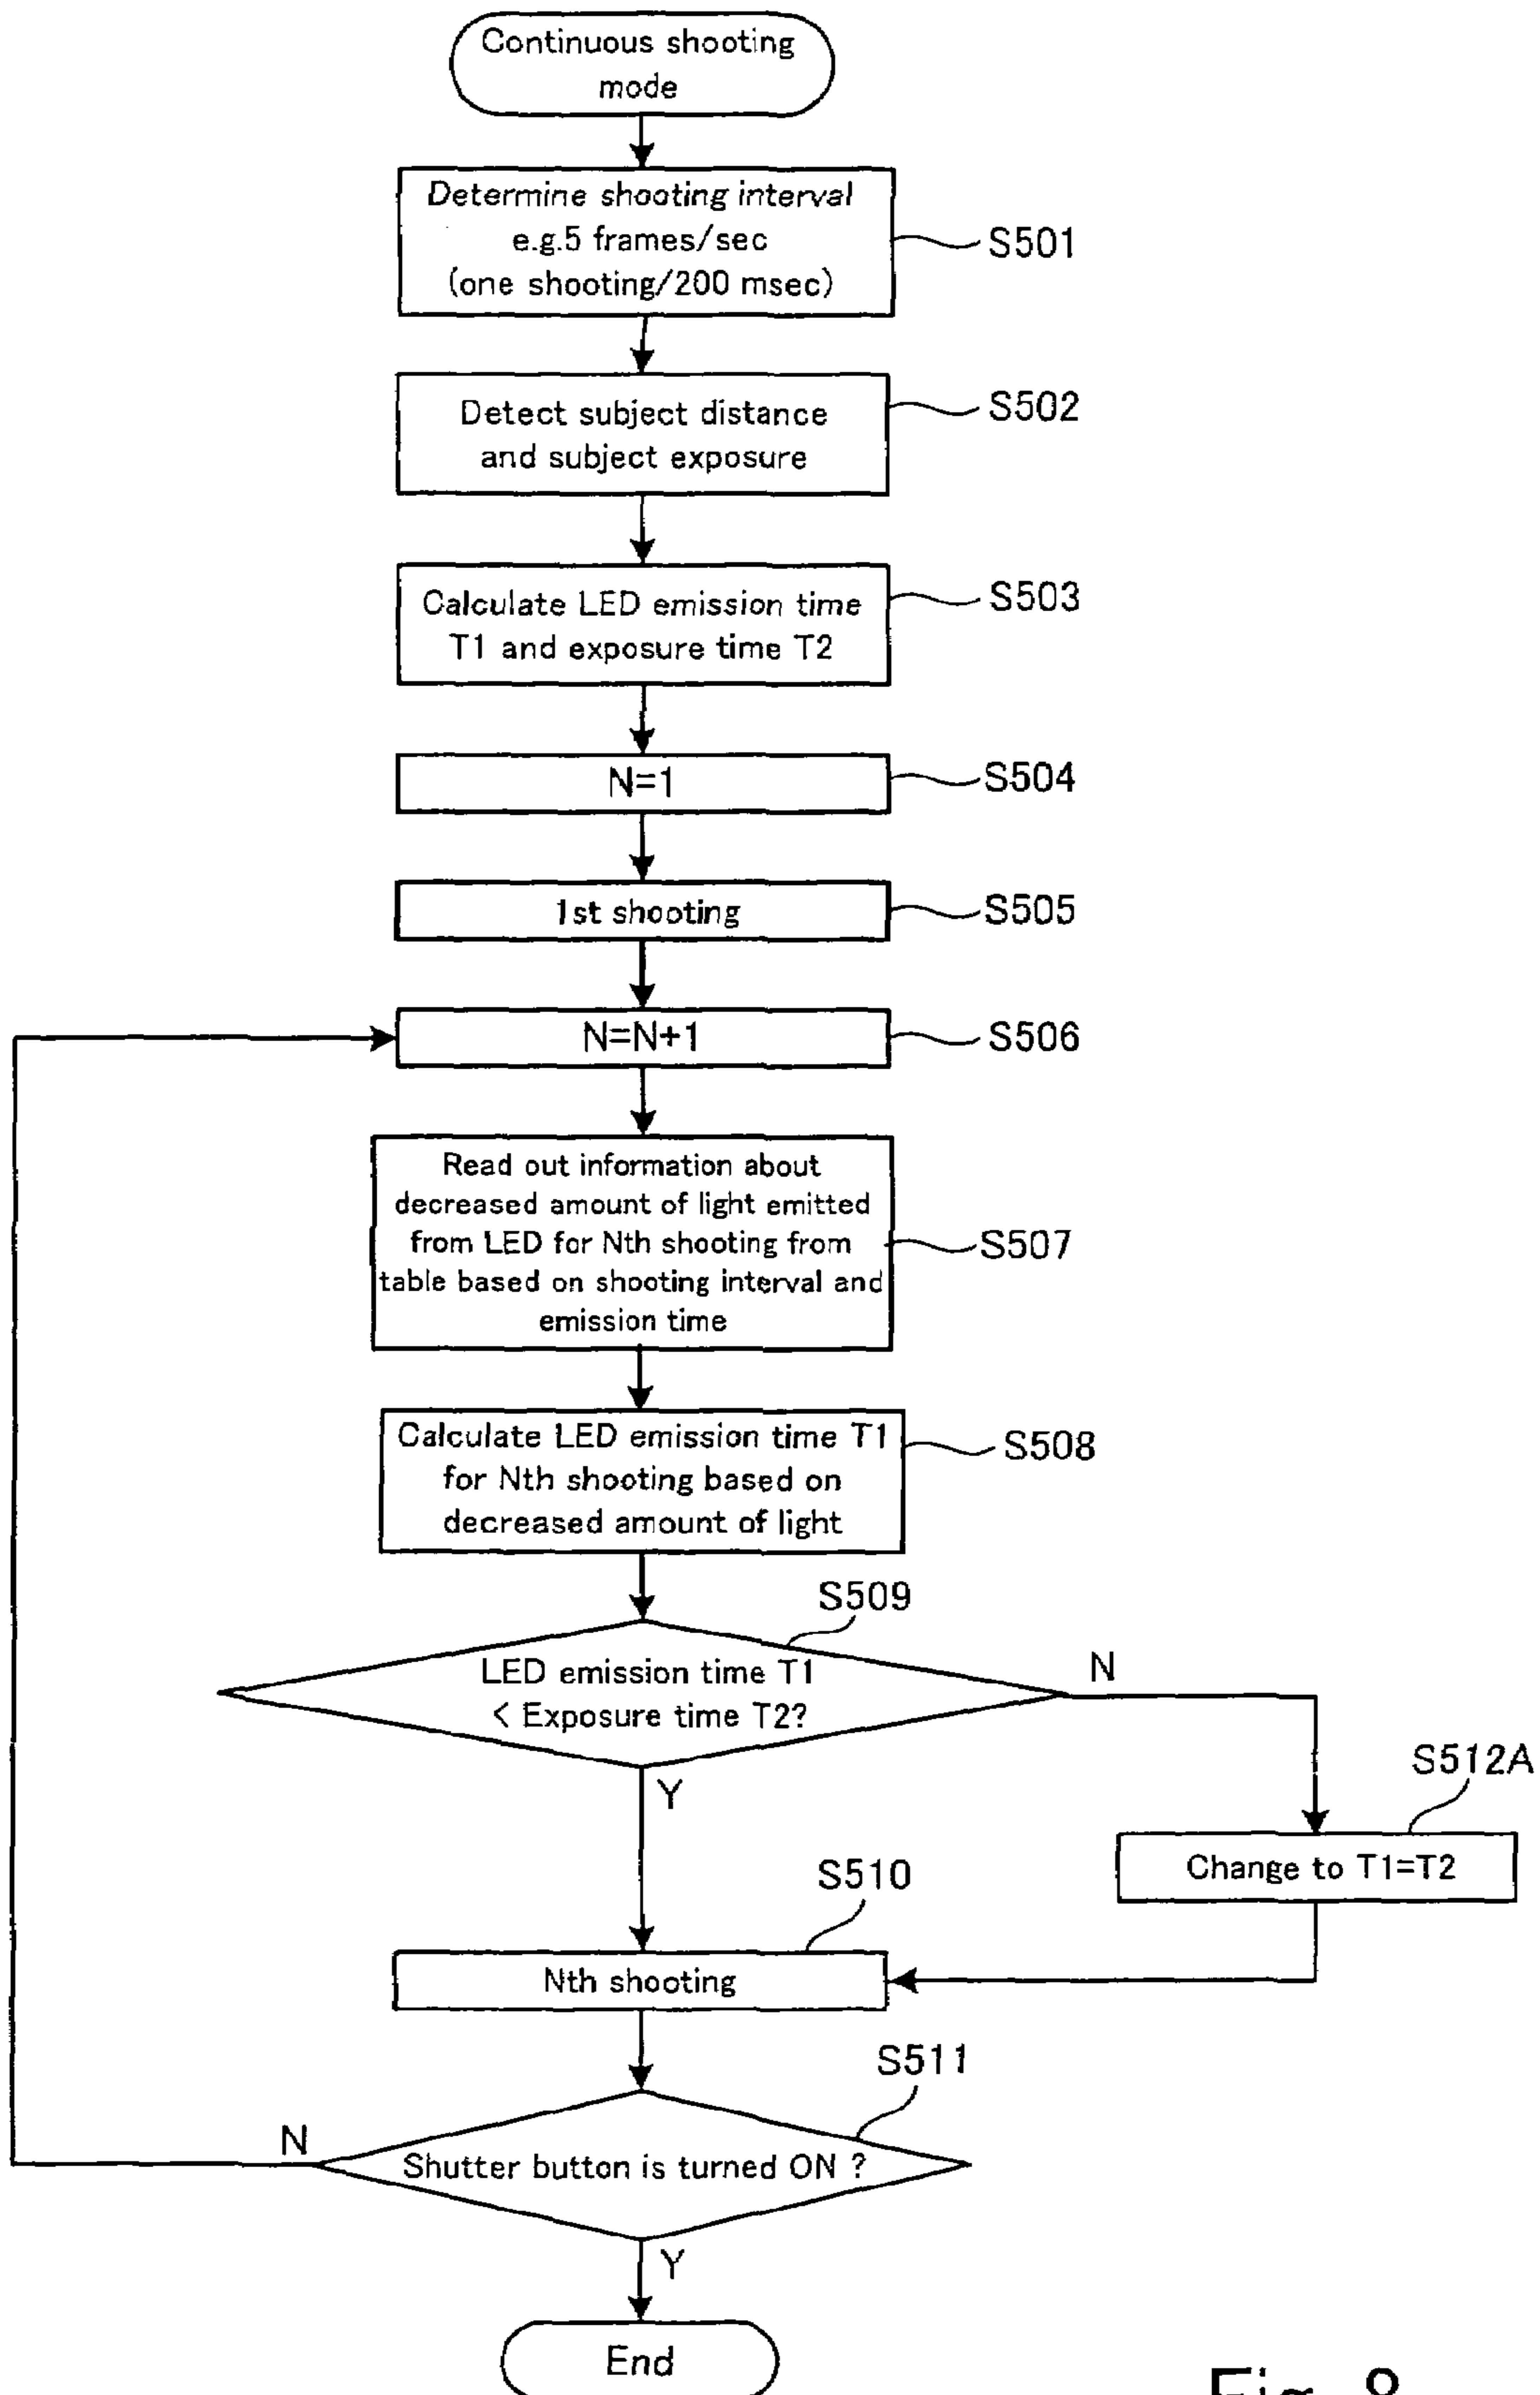 Continuous shooting
mode
Determine shooting interval
e.g.5 frames/sec
(one shooting/200 msec)
S501
Detect subject distance
and subject exposure
S502
Calculate LED emission time
T1 and exposure time T2
S503
N=1
S504
1st shooting
S505
N=N+1
S506
Read out information about
decreased amount of light emitted
from LED for Nth shooting from
table based on shooting interval and
emission time
S507
Calculate LED emission time T1
for Nth shooting based on
decreased amount of light
S508
S509
LED emission time T1
< Exposure time T2?
N
Y
S512A
Change to T1=T2
S510
Nth shooting
S511
Shutter button is turned ON ?
N
Y
End
Fig. 8